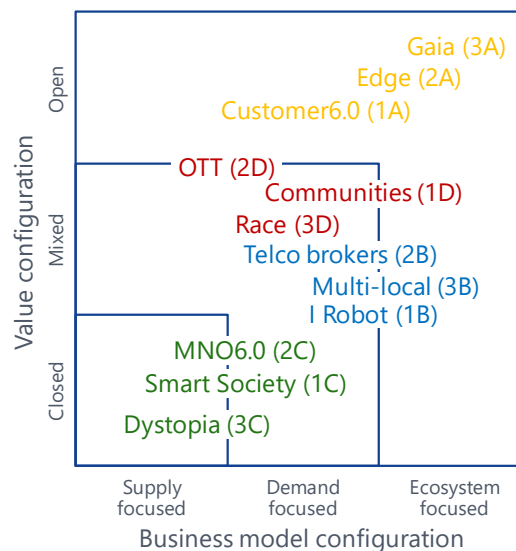 Gaia (3A)
Edge (2A)
Customer6.0 (1A)
OTT (2D)
Communities (1D)
Race (3D)
Telco brokers (2B)
Multi-local (3B)
I Robot (1B)
MNO6.0 (2C)
Smart Society (1C)
Dystopia (3C)
Value configuration
Open
Mixed
Closed
Supply
focused
Demand
focused
Ecosystem
focused
Business model configuration